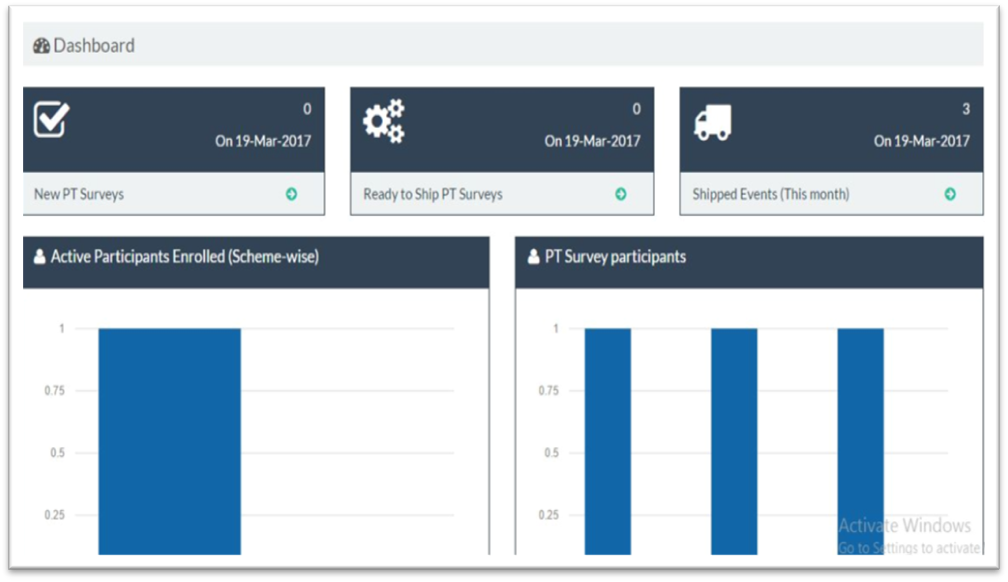 Dashboard
0
On 19-Mar-2017
New PT Surveys
0
On 19-Mar-2017
Ready to Ship PT Surveys
3
On 19-Mar-2017
Shipped Events (This month)
Active Participants Enrolled (Scheme-wise)
1
0.75
0.5
0.25
PT Survey participants
1
0.75
0.5
0.25
Activate Windows
Go to Settings to activate